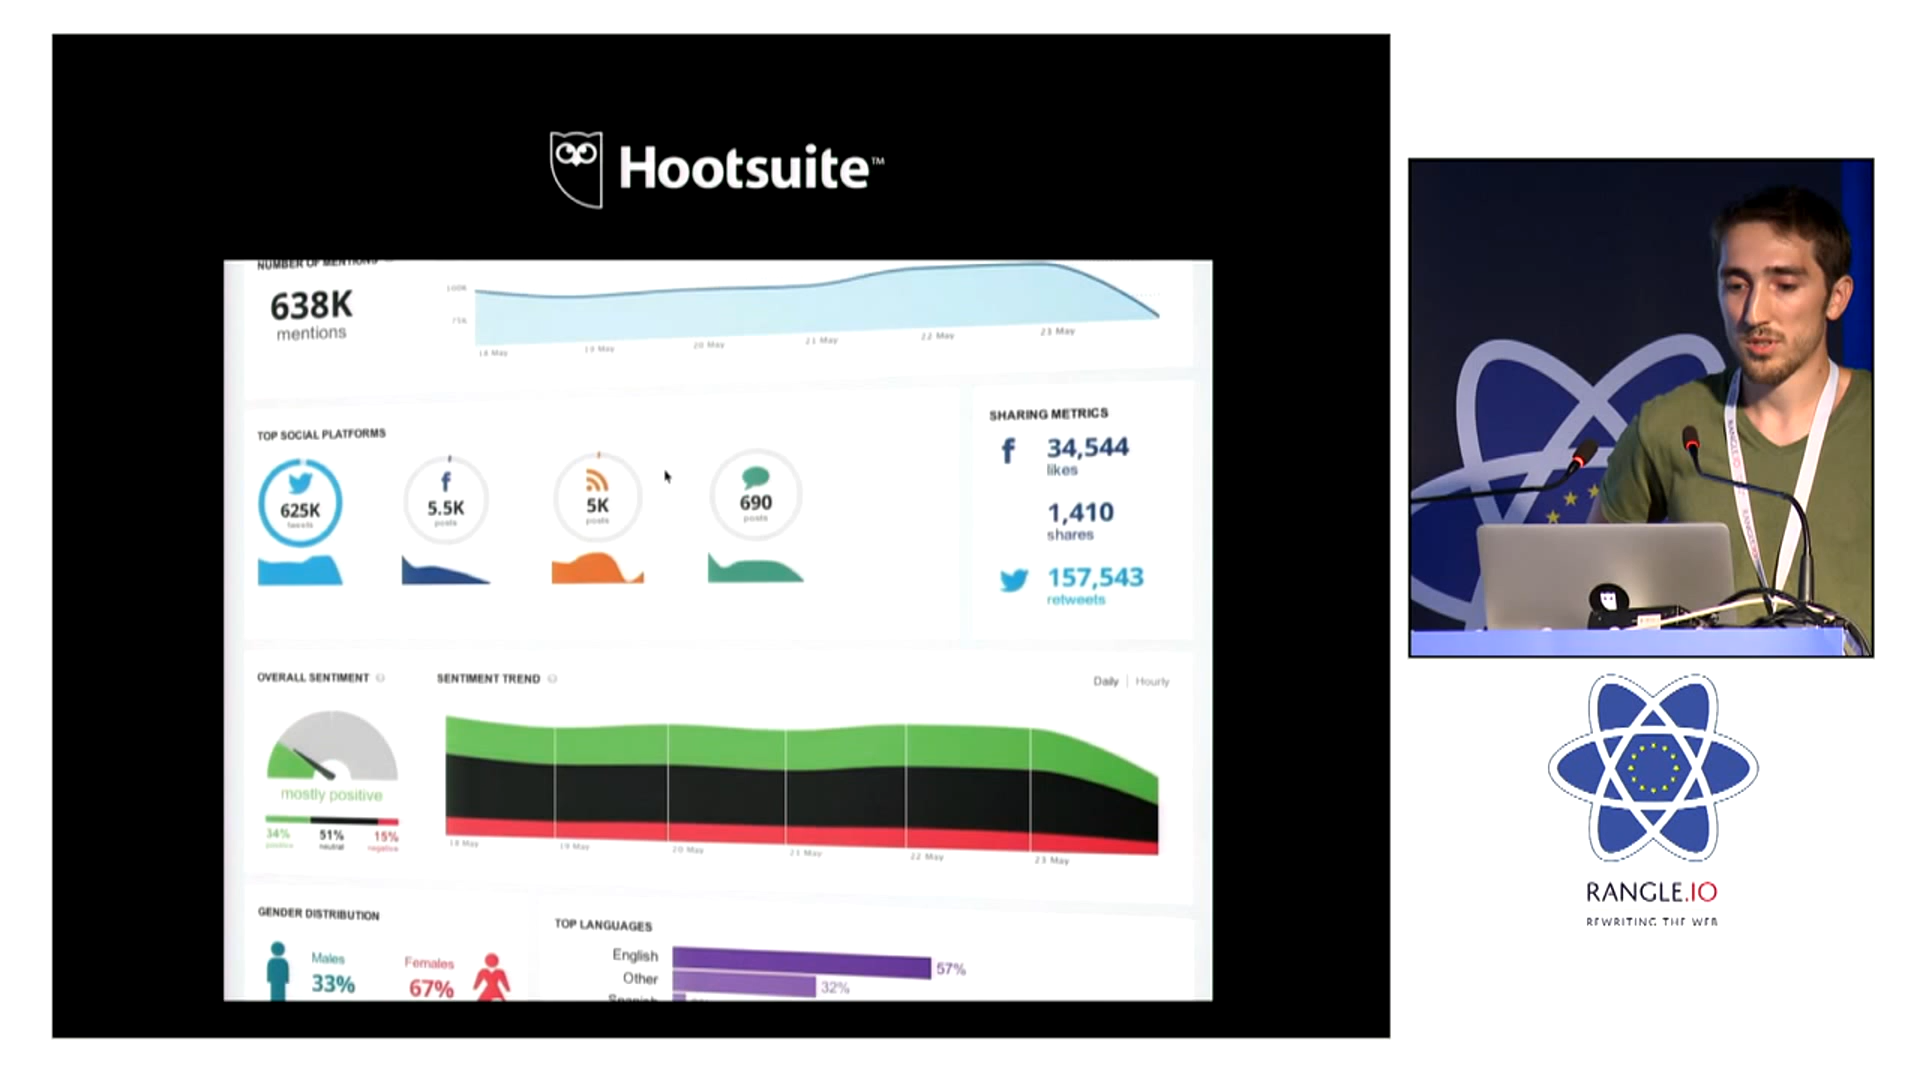 Hootsuite™
NUMBER OF MENTIONS
638K
mentions
100K
75K
18 May
19 May
20 May
21 May
22 May
23 May
TOP SOCIAL PLATFORMS
625K
tweets
5.5K
posts
5K
posts
690
posts
SHARING METRICS
34,544
likes
1,410
shares
157,543
retweets
OVERALL SENTIMENT
mostly positive
34%
positive
51%
neutral
15%
negative
SENTIMENT TREND
Daily | Hourly
18 May
19 May
20 May
21 May
22 May
23 May
GENDER DISTRIBUTION
Males
33%
Females
67%
TOP LANGUAGES
English
57%
Other
32%
Spanish
RANGLE.IO
REWRITING THE WEB